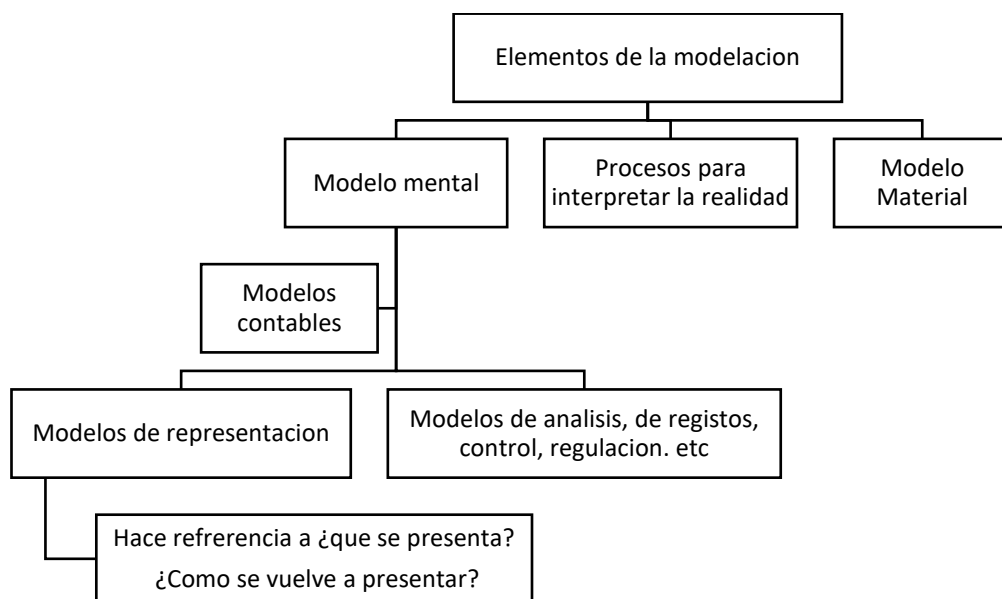 Elementos de la modelacion
Modelo mental
Procesos para
interpretar la realidad
Modelo
Material
Modelos
contables
Modelos de representacion
Modelos de analisis, de registos,
control, regulacion. etc
Hace refrerencia a ¿que se presenta?
¿Como se vuelve a presentar?